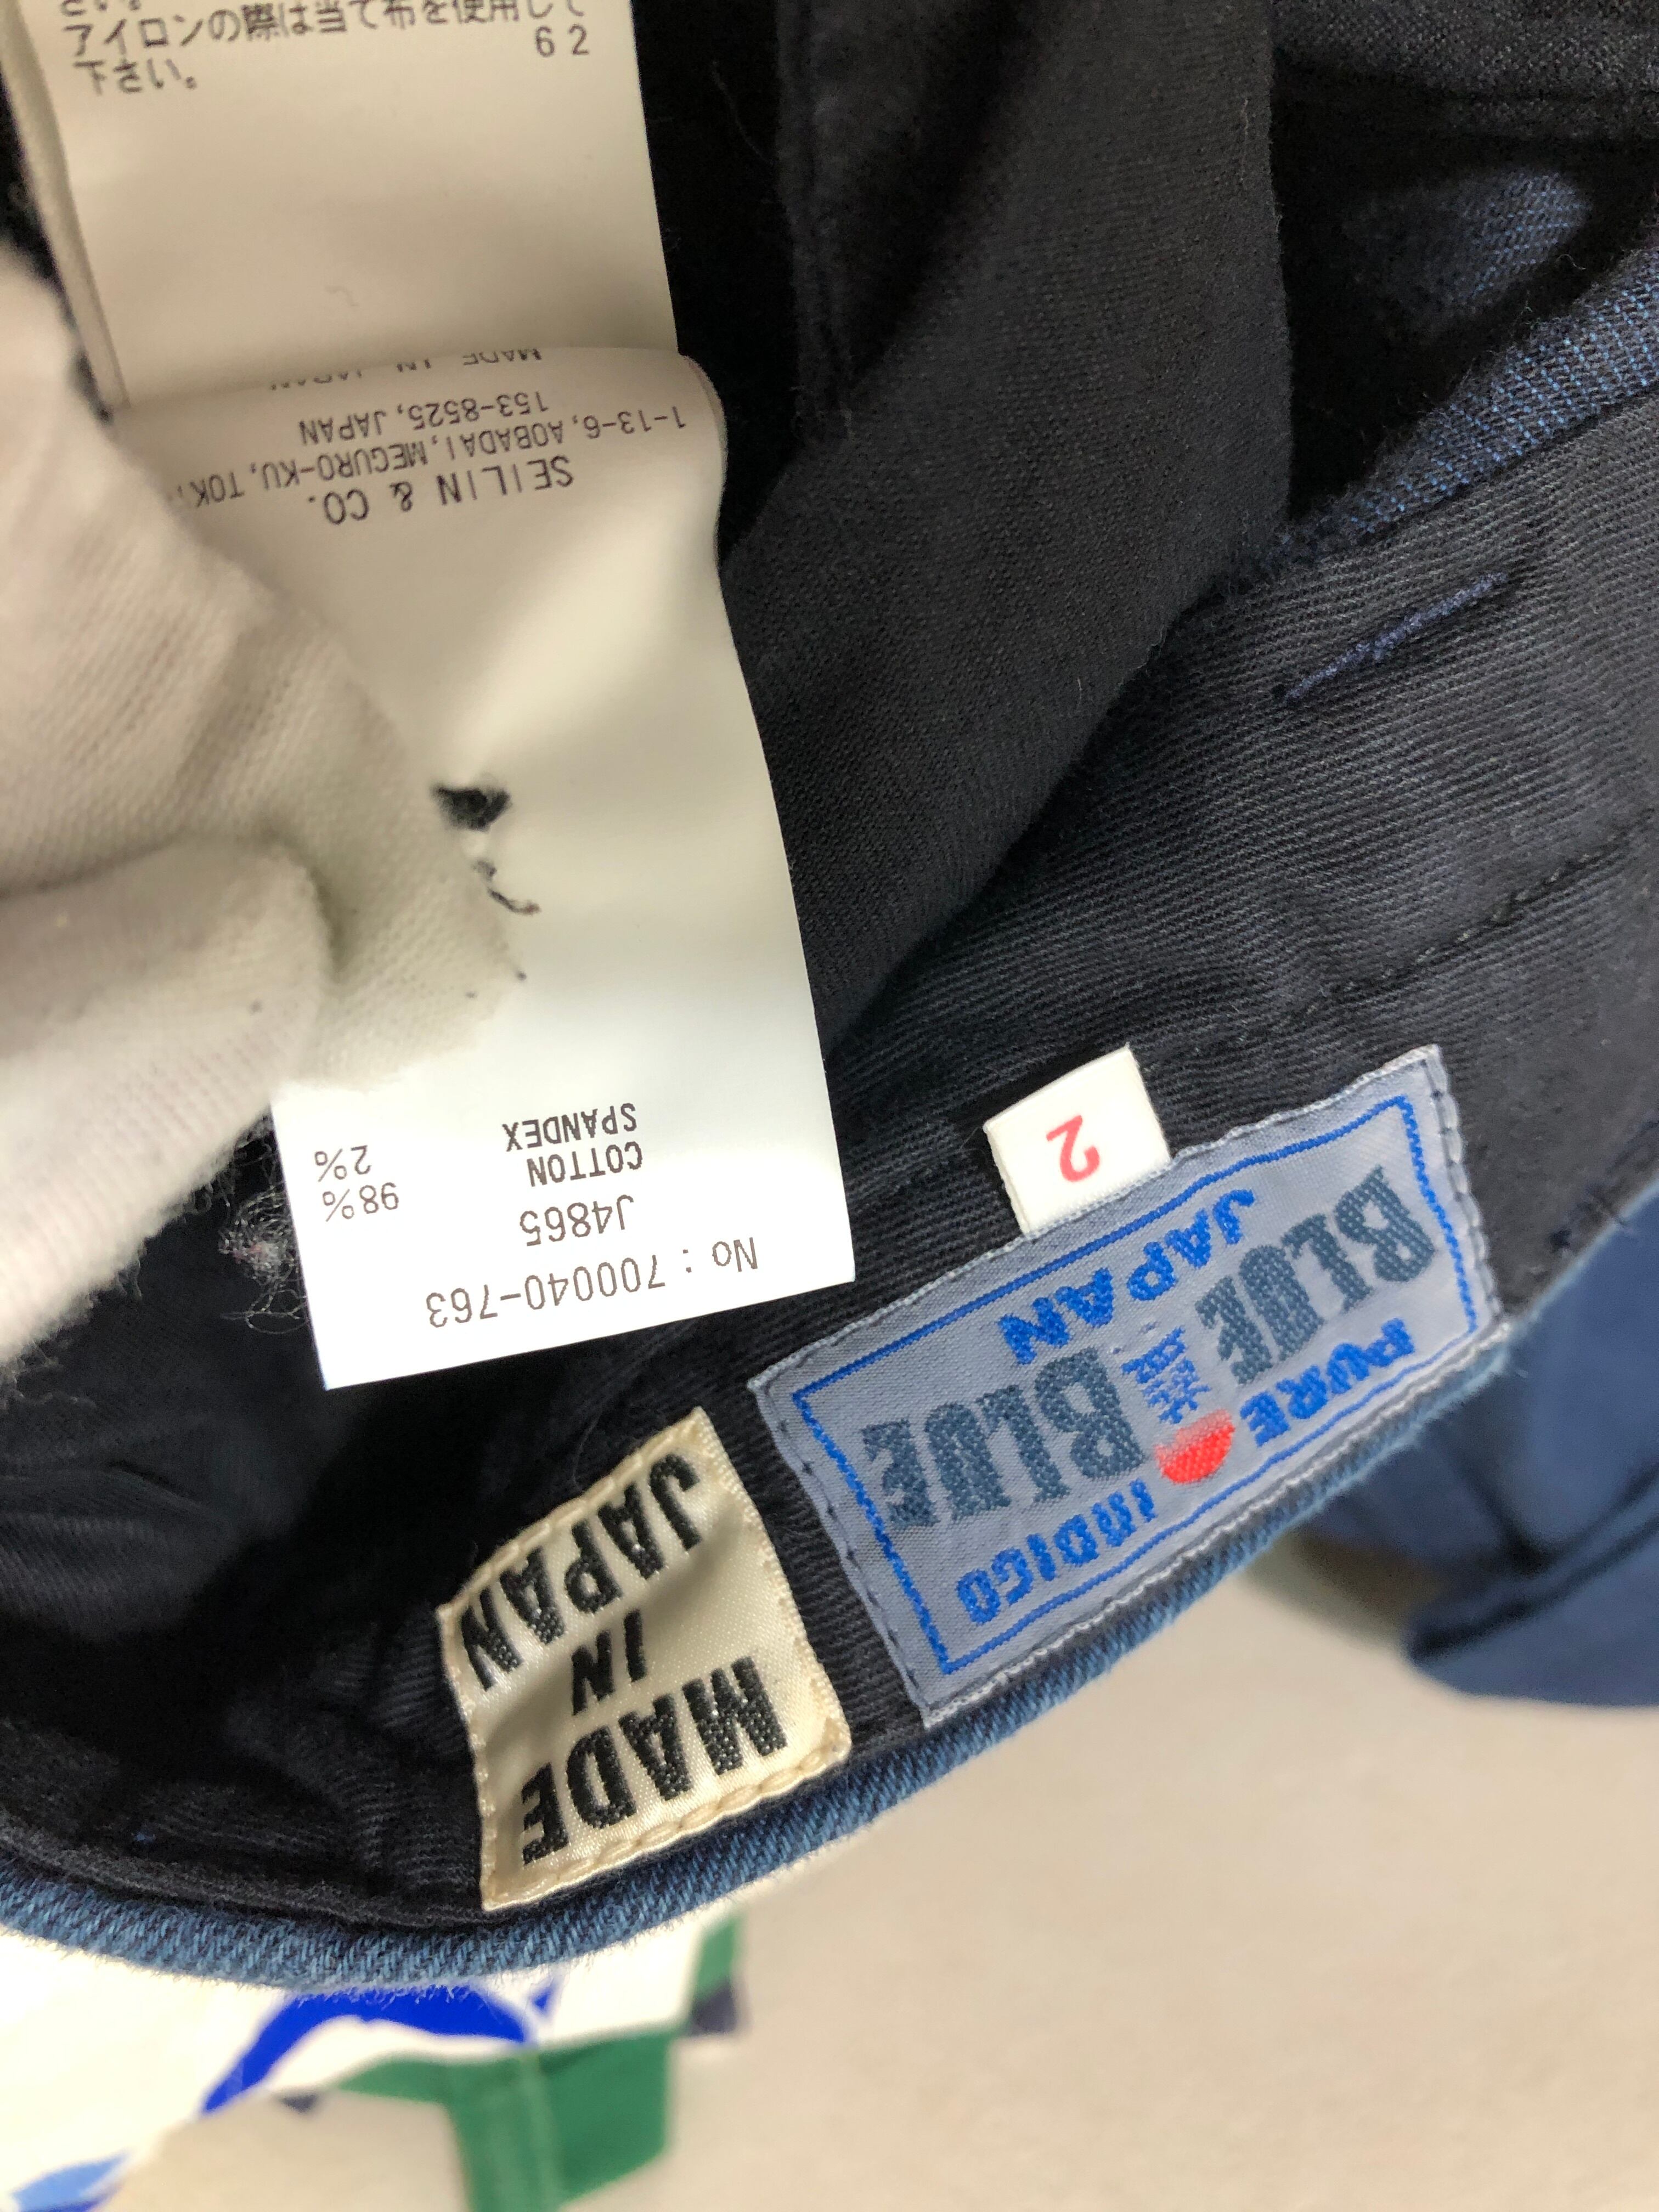 アイロンの際は当て布を使用して
下さい。
62
No: 700040-763
J4865
COTTON 98%
SPANDEX 2%
SEILIN & CO.
1-13-6, AOBADAI, MEGURO-KU,
153-8525, JAPAN
MADE IN JAPAN
2
PURE INDIGO
BLUE BLUE
JAPAN
MADE
IN
JAPAN